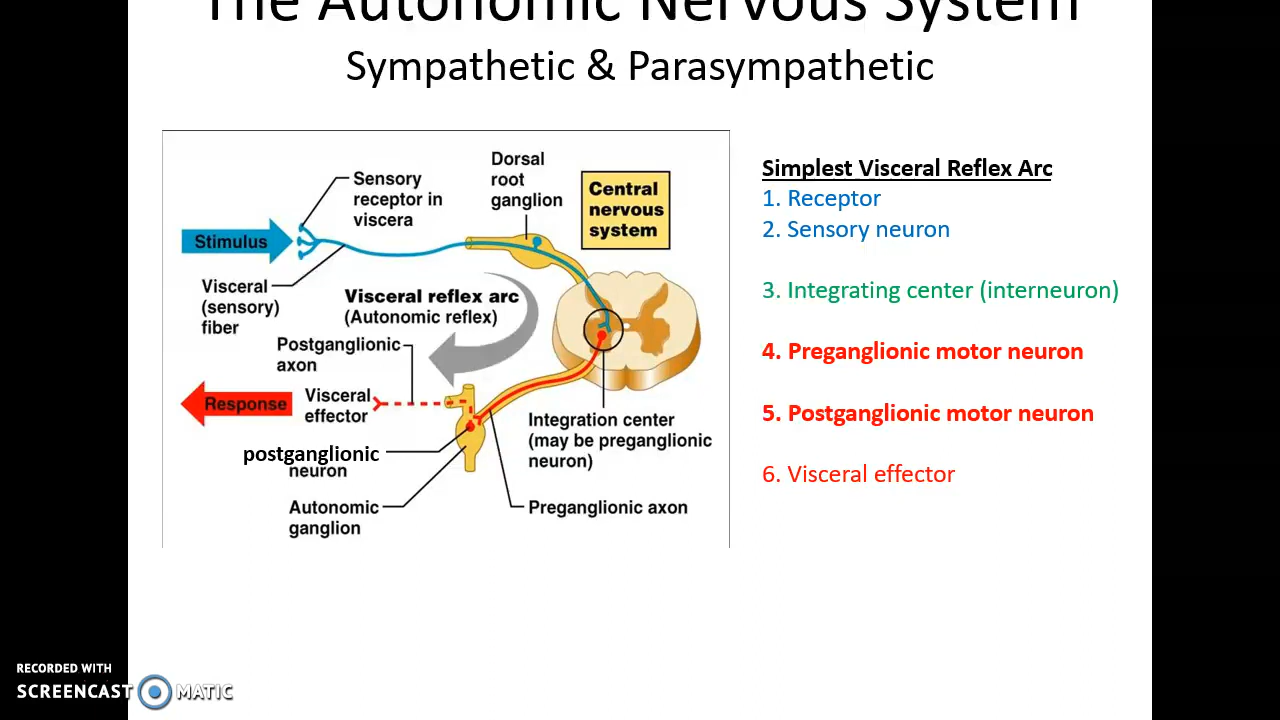 The Autonomic Nervous System
Sympathetic & Parasympathetic
Sensory
receptor in
viscera
Dorsal
root
ganglion
Central
nervous
system
Stimulus
Visceral
(sensory)
fiber
Visceral reflex arc
(Autonomic reflex)
Postganglionic
axon
Response
Visceral
effector
postganglionic
neuron
Autonomic
ganglion
Integration center
(may be preganglionic
neuron)
Preganglionic axon
Simplest Visceral Reflex Arc
1. Receptor
2. Sensory neuron
3. Integrating center (interneuron)
4. Preganglionic motor neuron
5. Postganglionic motor neuron
6. Visceral effector
RECORDED WITH
SCREENCAST MATIC